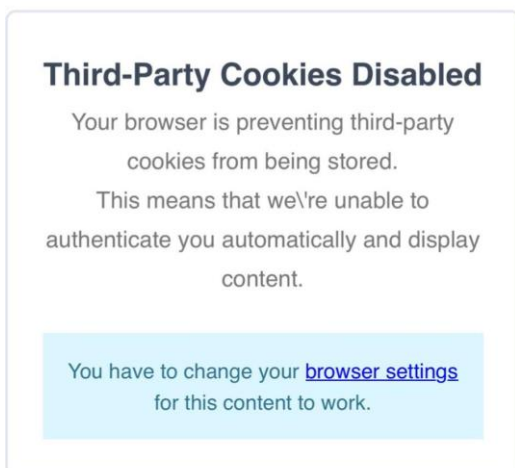 Third-Party Cookies Disabled
Your browser is preventing third-party
cookies from being stored.
This means that we\'re unable to
authenticate you automatically and display
content.
You have to change your browser settings
for this content to work.